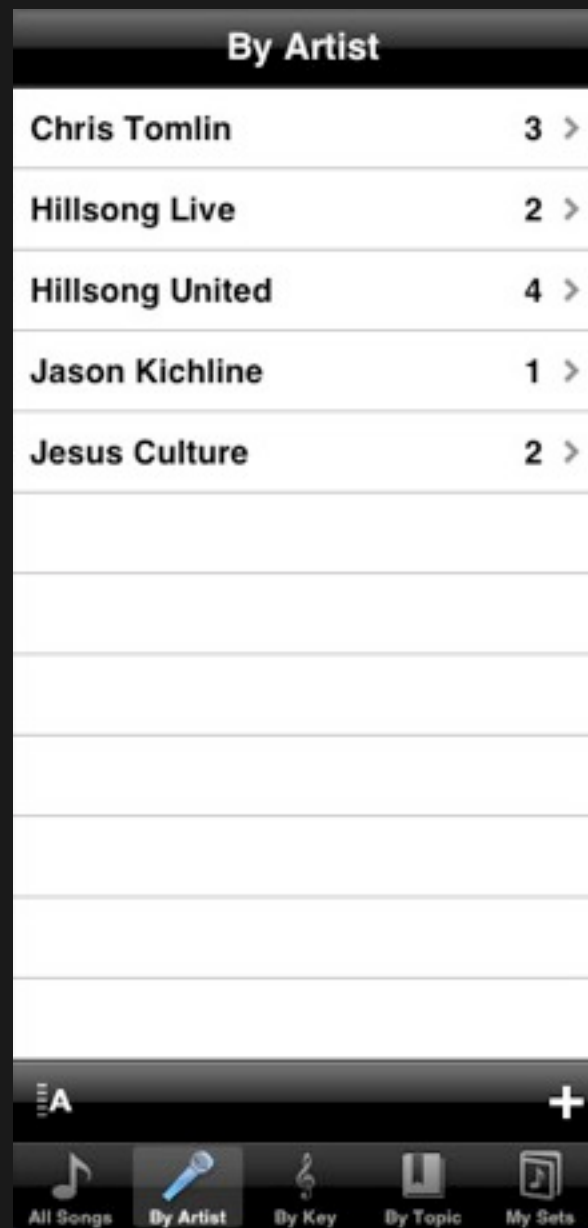 By Artist
Chris Tomlin 3
Hillsong Live 2
Hillsong United 4
Jason Kichline 1
Jesus Culture 2
A
All Songs By Artist By Key By Topic My Sets